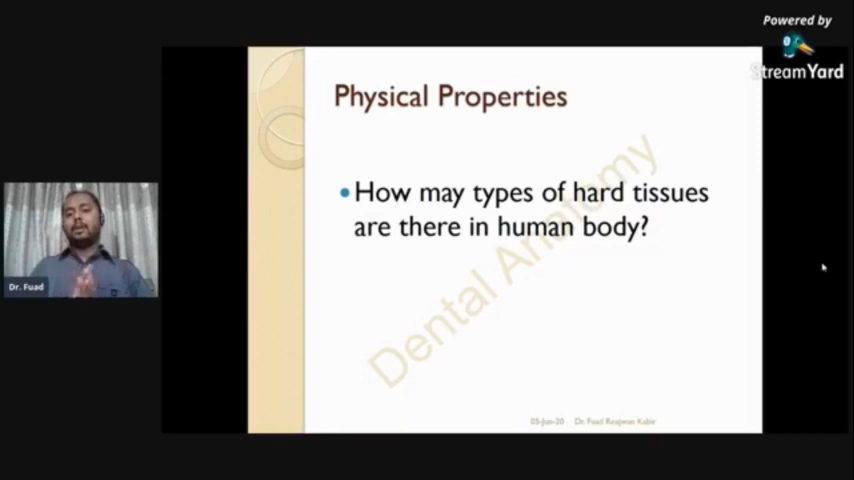 Powered by
StreamYard
Physical Properties
•How may types of hard tissues
are there in human body?
Dental Anatomy
Dr. Fuad
05-Jun-20 Dr. Fuad Reajwan Kabir